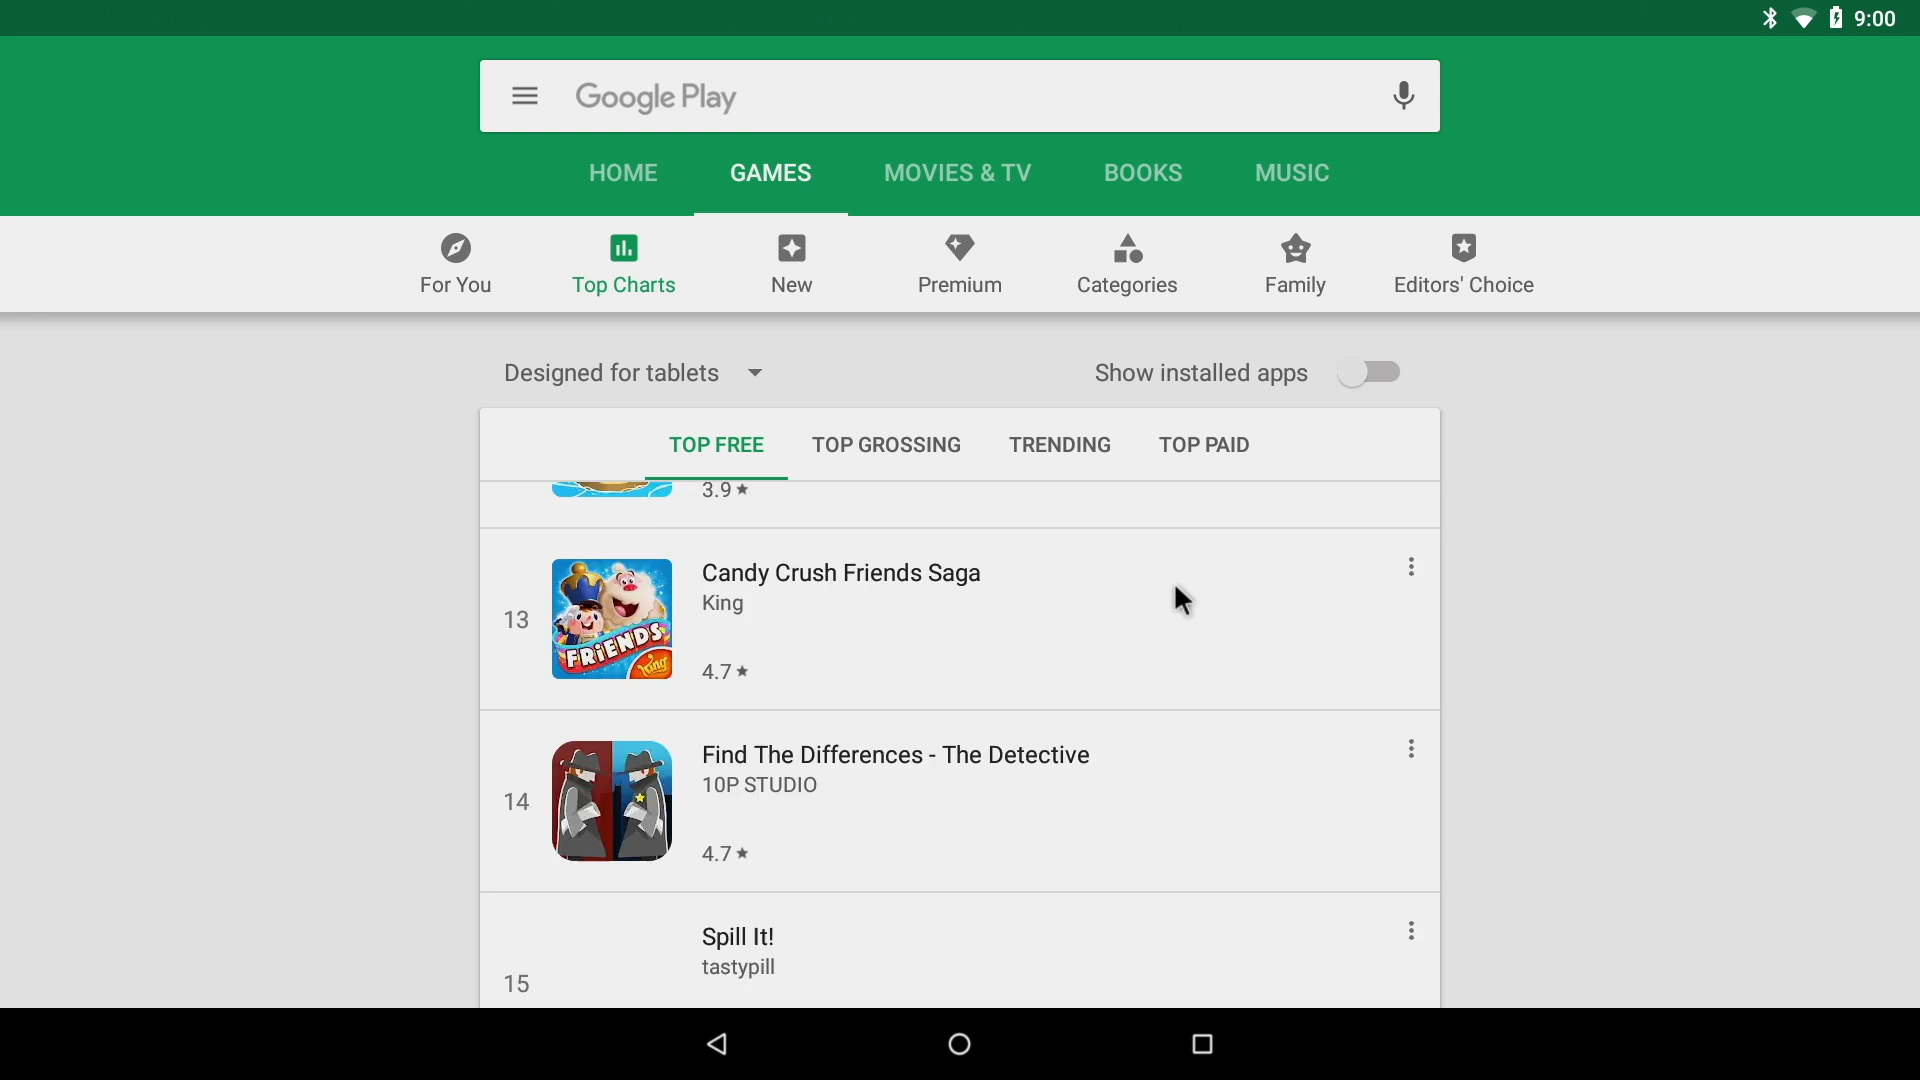 9:00
Google Play
HOME
GAMES
MOVIES & TV
BOOKS
MUSIC
For You
Top Charts
New
Premium
Categories
Family
Editors' Choice
Designed for tablets
Show installed apps
TOP FREE
TOP GROSSING
TRENDING
TOP PAID
3.9★
13
FRiENDS
King
Candy Crush Friends Saga
King
4.7★
14
Find The Differences - The Detective
10P STUDIO
4.7★
15
Spill It!
tastypill